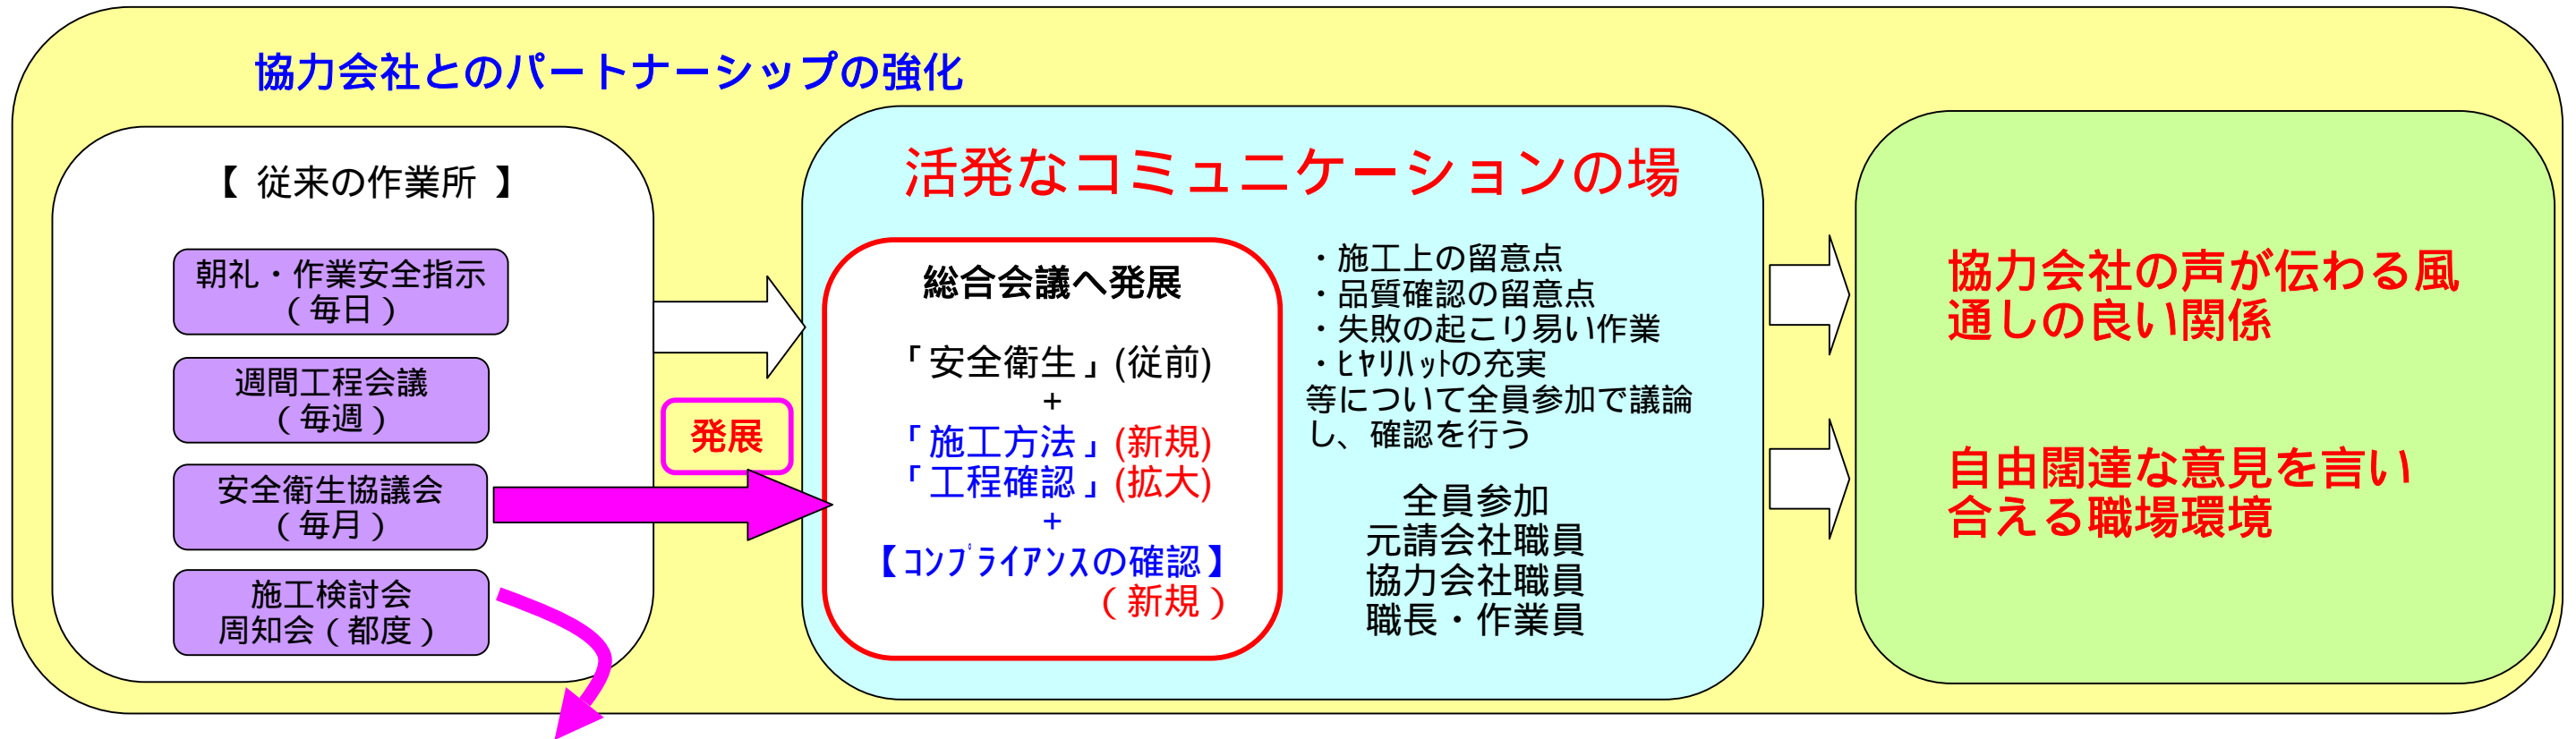 協力会社とのパートナーシップの強化
【 従来の作業所 】
朝礼・作業安全指示
（毎日）
週間工程会議
（毎週）
安全衛生協議会
（毎月）
施工検討会
周知会（都度）
発展
活発なコミュニケーションの場
総合会議へ発展
「安全衛生」(従前)
+
「施工方法」(新規)
「工程確認」(拡大)
+
【ｺﾝﾌﾟﾗｲｱﾝｽの確認】
（新規）
・施工上の留意点
・品質確認の留意点
・失敗の起こり易い作業
・ﾋﾔﾘﾊｯﾄの充実
等について全員参加で議論
し、確認を行う
全員参加
元請会社職員
協力会社職員
職長・作業員
協力会社の声が伝わる風
通しの良い関係
自由闊達な意見を言い
合える職場環境